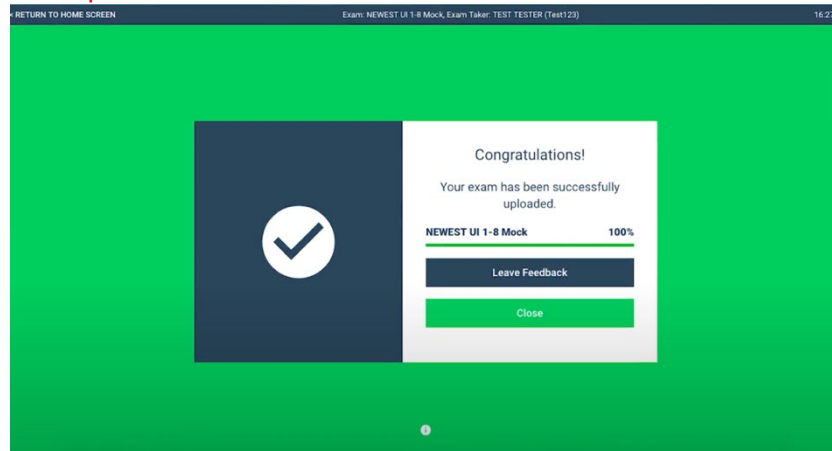 < RETURN TO HOME SCREEN
Exam: NEWEST UI 1-8 Mock, Exam Taker: TEST TESTER (Test123)
16:27
Congratulations!
Your exam has been successfully
uploaded.
NEWEST UI 1-8 Mock 100%
Leave Feedback
Close